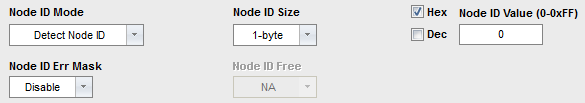 Node ID Mode Node ID Size Hex Node ID Value (0-0xFF)
Detect Node ID 1-byte Dec 0
Node ID Err Mask Node ID Free
Disable NA